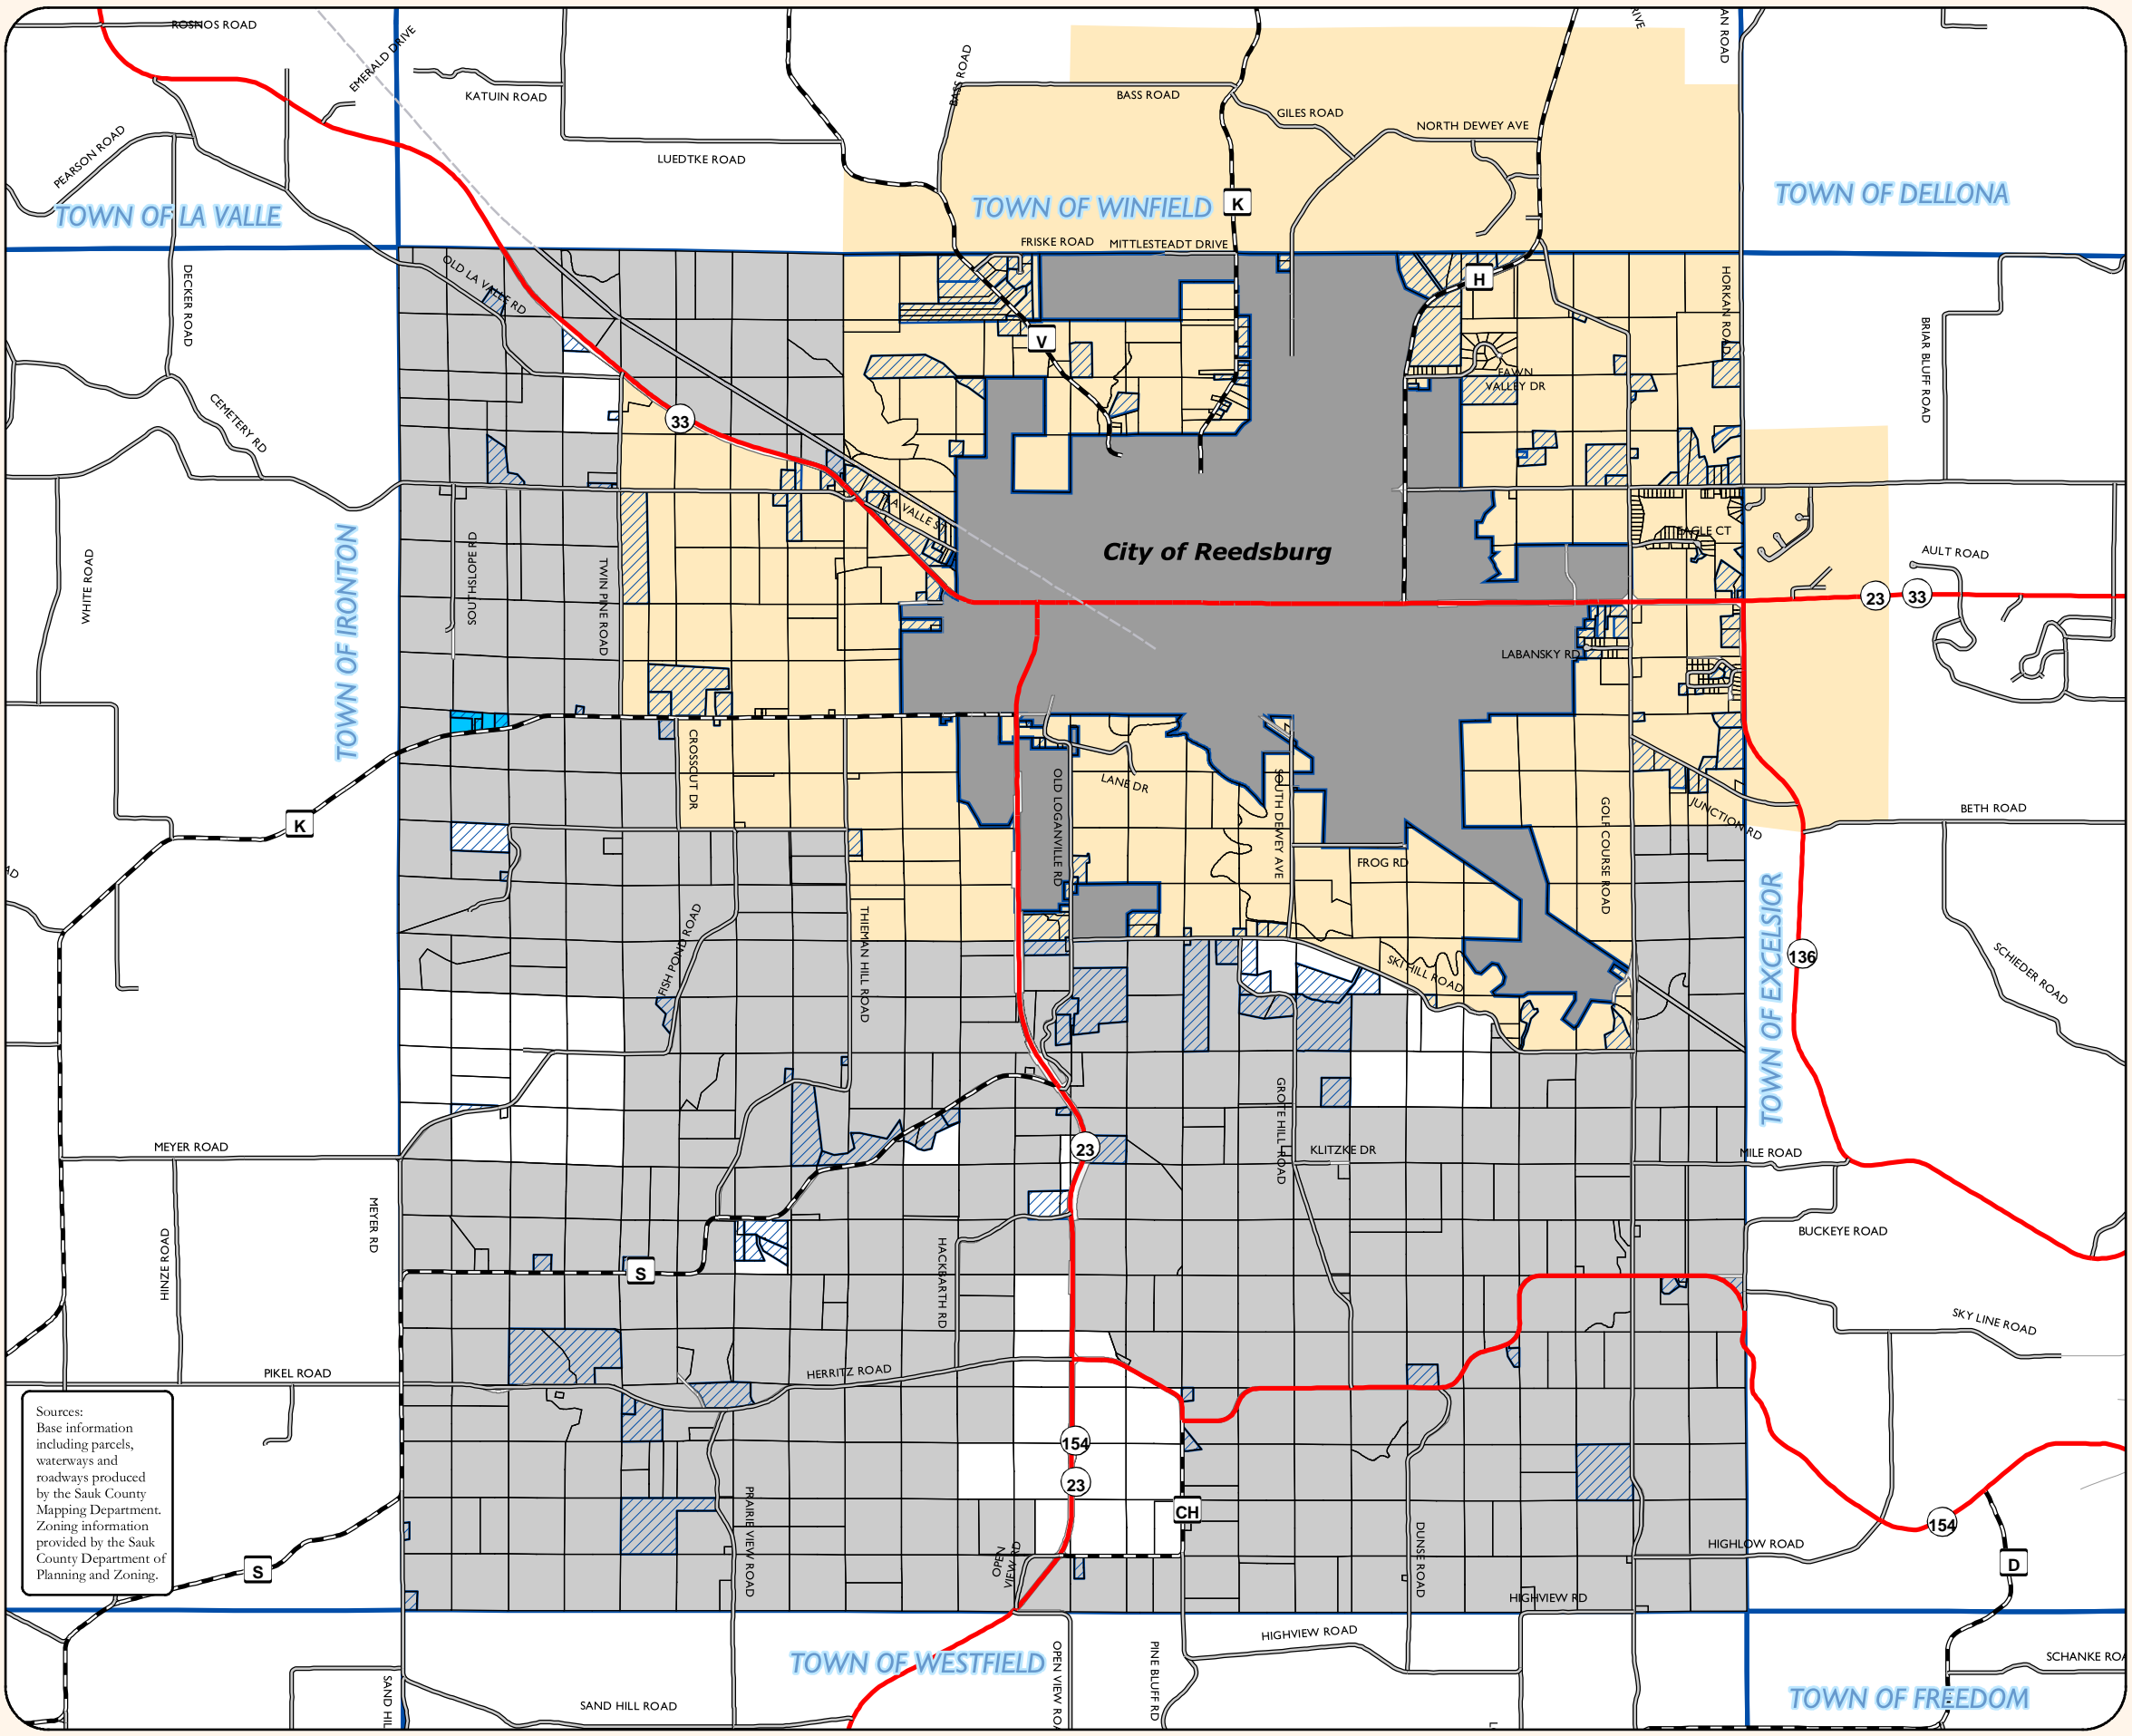 ROSNOS ROAD
EMERALD DRIVE
KATUIN ROAD
BASS ROAD
BASS ROAD
GILES ROAD
NORTH DEWEY AVE
PEARSON ROAD
LUEDTKE ROAD
TOWN OF LA VALLE
TOWN OF WINFIELD
K
TOWN OF DELLONA
FRISKE ROAD
MITTLESTEADT DRIVE
OLD LA VALLE RD
DECKER ROAD
H
HORKAN ROAD
V
BRIAR BLUFF ROAD
FAWN
VALLEY DR
CEMETERY RD
33
LA VALLE ST
EAGLE CT
City of Reedsburg
AULT ROAD
WHITE ROAD
TOWN OF IRONTON
SOUTHSLOPE RD
TWIN PINE ROAD
23
33
LABANSKY RD
CROSSCUT DR
OLD LOGANVILLE RD
LANE DR
SOUTH DEWEY AVE
GOLF COURSE ROAD
JUNCTION RD
BETH ROAD
K
FROG RD
FISH POND ROAD
THIEMAN HILL ROAD
SKI HILL ROAD
TOWN OF EXCELSIOR
136
SCHIEDER ROAD
GROTE HILL ROAD
MEYER ROAD
23
KLITZKE DR
MILE ROAD
MEYER RD
HINZE ROAD
HACKBARTH RD
BUCKEYE ROAD
S
SKY LINE ROAD
PIKEL ROAD
HERRITZ ROAD
Sources:
Base information
including parcels,
waterways and
roadways produced
by the Sauk County
Mapping Department.
Zoning information
provided by the Sauk
County Department of
Planning and Zoning.
154
23
CH
PRAIRIE VIEW ROAD
OPEN
VIEW RD
DUNSE ROAD
154
HIGHLOW ROAD
D
S
HIGHVIEW RD
TOWN OF WESTFIELD
HIGHVIEW ROAD
OPEN VIEW ROA
PINE BLUFF RD
SAND HIL
SAND HILL ROAD
SCHANKE ROA
TOWN OF FREEDOM